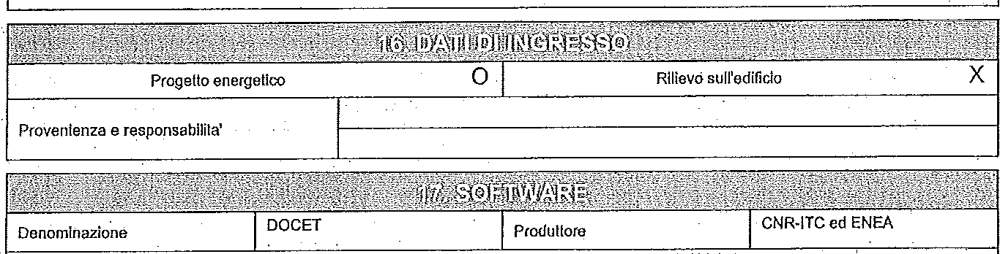 16. DATI DI INGRESSO
Progetto energetico O Rilievo sull'edificio X
Provenienza e responsabilita'
17. SOFTWARE
Denominazione DOCET Produttore CNR-ITC ed ENEA